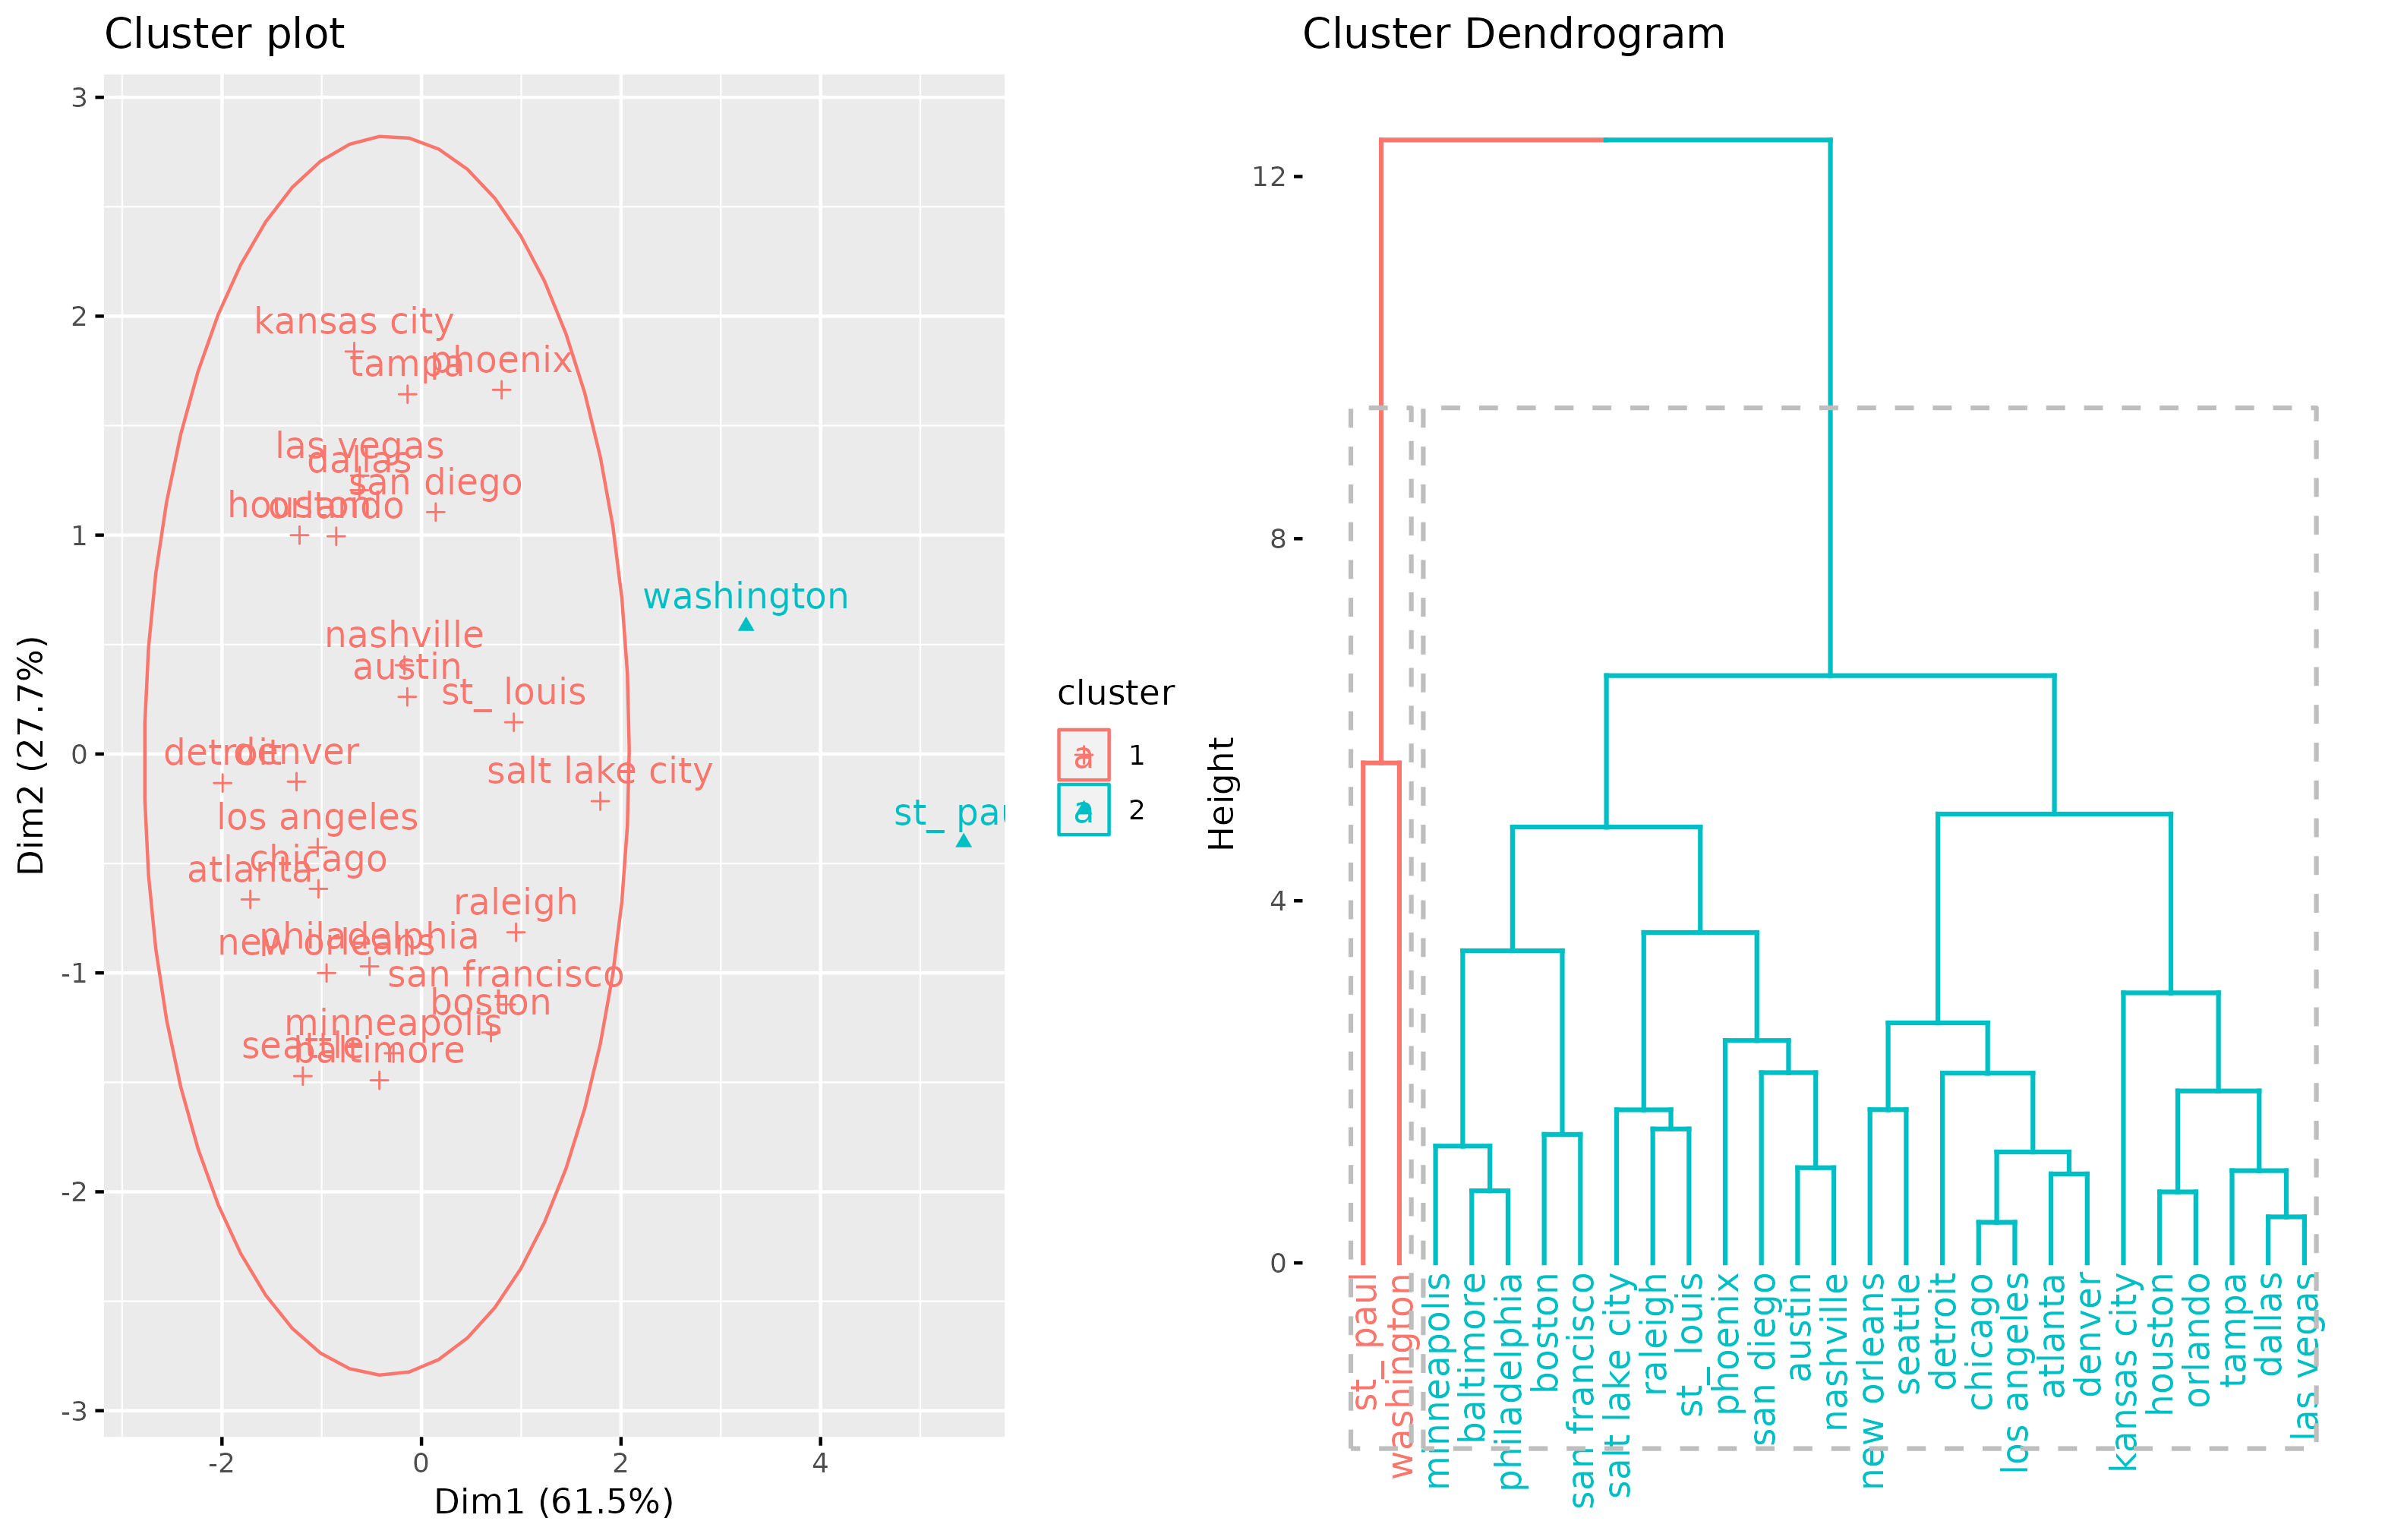 Cluster plot
3
2
1
0
-1
-2
-3
Dim2 (27.7%)
kansas city
tampa
phoenix
las vegas
dallas
san diego
houston
orlando
washington
nashville
austin
st_ louis
detroit
denver
salt lake city
los angeles
st_ pau
chicago
atlanta
raleigh
philadelphia
new orleans
san francisco
boston
minneapolis
seattle
baltimore
-2
0
2
4
Dim1 (61.5%)
cluster
a 1
a 2
Cluster Dendrogram
12
8
4
0
Height
st_ paul
washington
minneapolis
baltimore
philadelphia
boston
san francisco
salt lake city
raleigh
st_ louis
phoenix
san diego
austin
nashville
new orleans
seattle
detroit
chicago
los angeles
atlanta
denver
kansas city
houston
orlando
tampa
dallas
las vegas